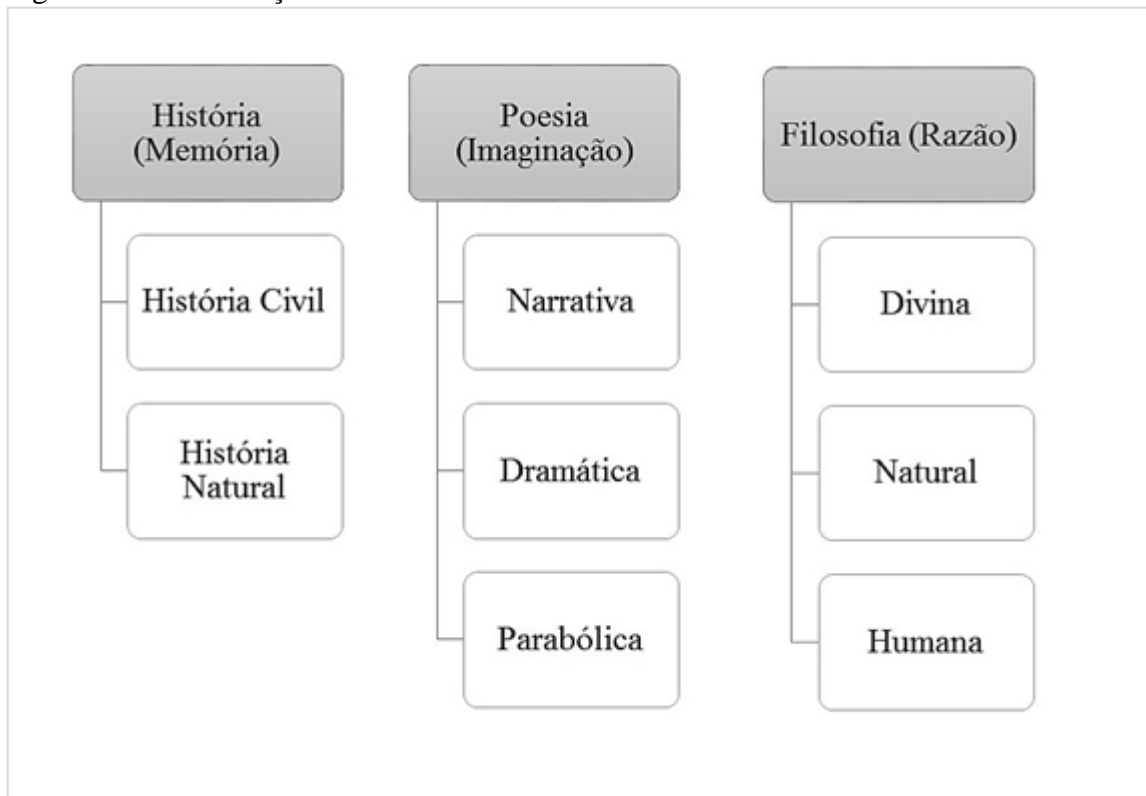 História
(Memória)
História Civil
História
Natural
Poesia
(Imaginação)
Narrativa
Dramática
Parabólica
Filosofia (Razão)
Divina
Natural
Humana